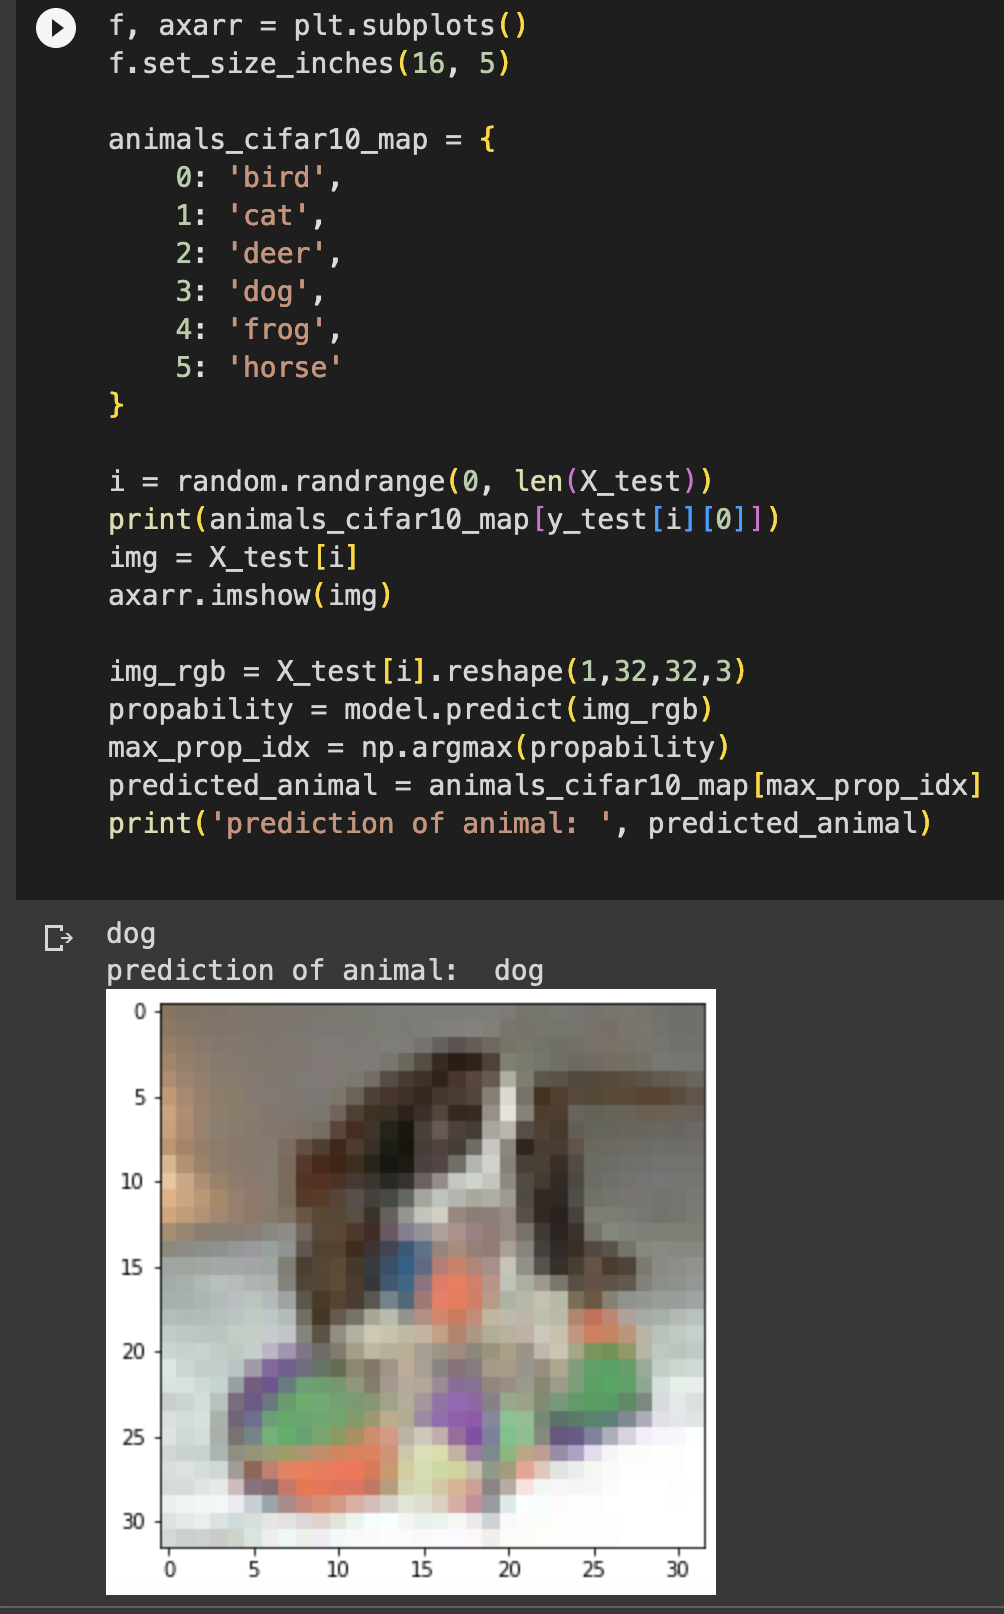 f, axarr = plt.subplots()
f.set_size_inches(16, 5)
animals_cifar10_map = {
    0: 'bird',
    1: 'cat',
    2: 'deer',
    3: 'dog',
    4: 'frog',
    5: 'horse'
}
i = random.randrange(0, len(X_test))
print(animals_cifar10_map[y_test[i][0]])
img = X_test[i]
axarr.imshow(img)
img_rgb = X_test[i].reshape(1,32,32,3)
propability = model.predict(img_rgb)
max_prop_idx = np.argmax(propability)
predicted_animal = animals_cifar10_map[max_prop_idx]
print('prediction of animal: ', predicted_animal)
dog
prediction of animal:  dog
0
5
10
15
20
25
30
0 5 10 15 20 25 30